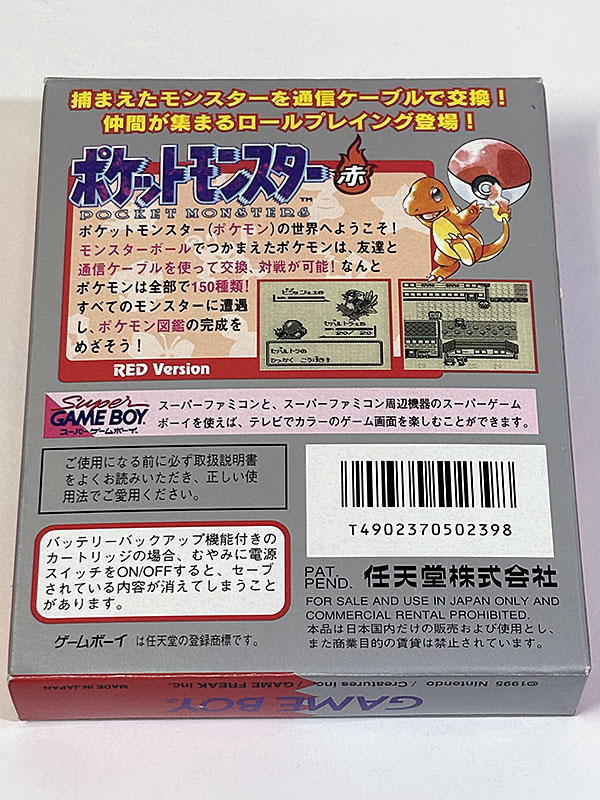 捕まえたモンスターを通信ケーブルで交換！
仲間が集まるロールプレイング登場！
ポケットモンスター 赤
POCKET MONSTERS ™
ポケットモンスター(ポケモン)の世界へようこそ！
モンスターボールでつかまえたポケモンは、友達と
通信ケーブルを使って交換、対戦が可能！なんと
ポケモンは全部で150種類！
すべてのモンスターに遭遇
し、ポケモン図鑑の完成を
めざそう！
RED Version
20/20
ひっかく こうげき！
Super
GAME BOY
スーパーゲームボーイ
スーパーファミコンと、スーパーファミコン周辺機器のスーパーゲーム
ボーイを使えば、テレビでカラーのゲーム画面を楽しむことができます。
ご使用になる前に必ず取扱説明書
をよくお読みいただき、正しい使
用法でご愛用ください。
T4902370502398
バッテリーバックアップ機能付きの
カートリッジの場合、むやみに電源
スイッチをON/OFFすると、セーブ
されている内容が消えてしまうこと
があります。
PAT.
PEND. 任天堂株式会社
FOR SALE AND USE IN JAPAN ONLY AND
COMMERCIAL RENTAL PROHIBITED.
本品は日本国内だけの販売および使用とし、
また商業目的の賃貸は禁止されています。
ゲームボーイ は任天堂の登録商標です。
©1995 Nintendo / Creatures Inc. / GAME FREAK Inc.
MADE IN JAPAN
GAME BOY